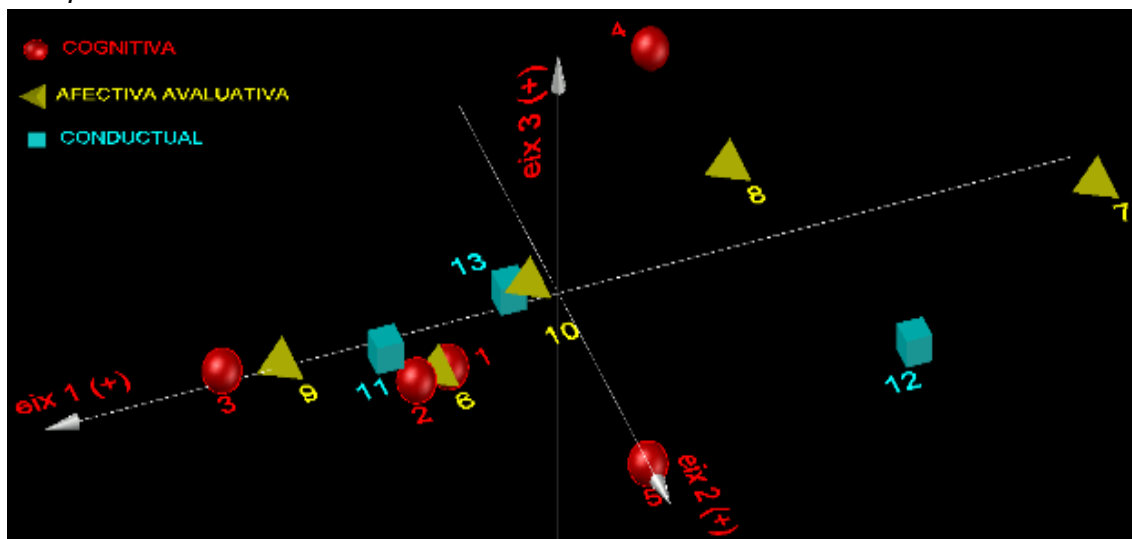 COGNITIVA
AFECTIVA AVALUATIVA
CONDUCTUAL
4
eix 3 (+)
8
7
13
10
12
eix 1 (+)
3
9
11
2
6
1
5
eix 2 (+)